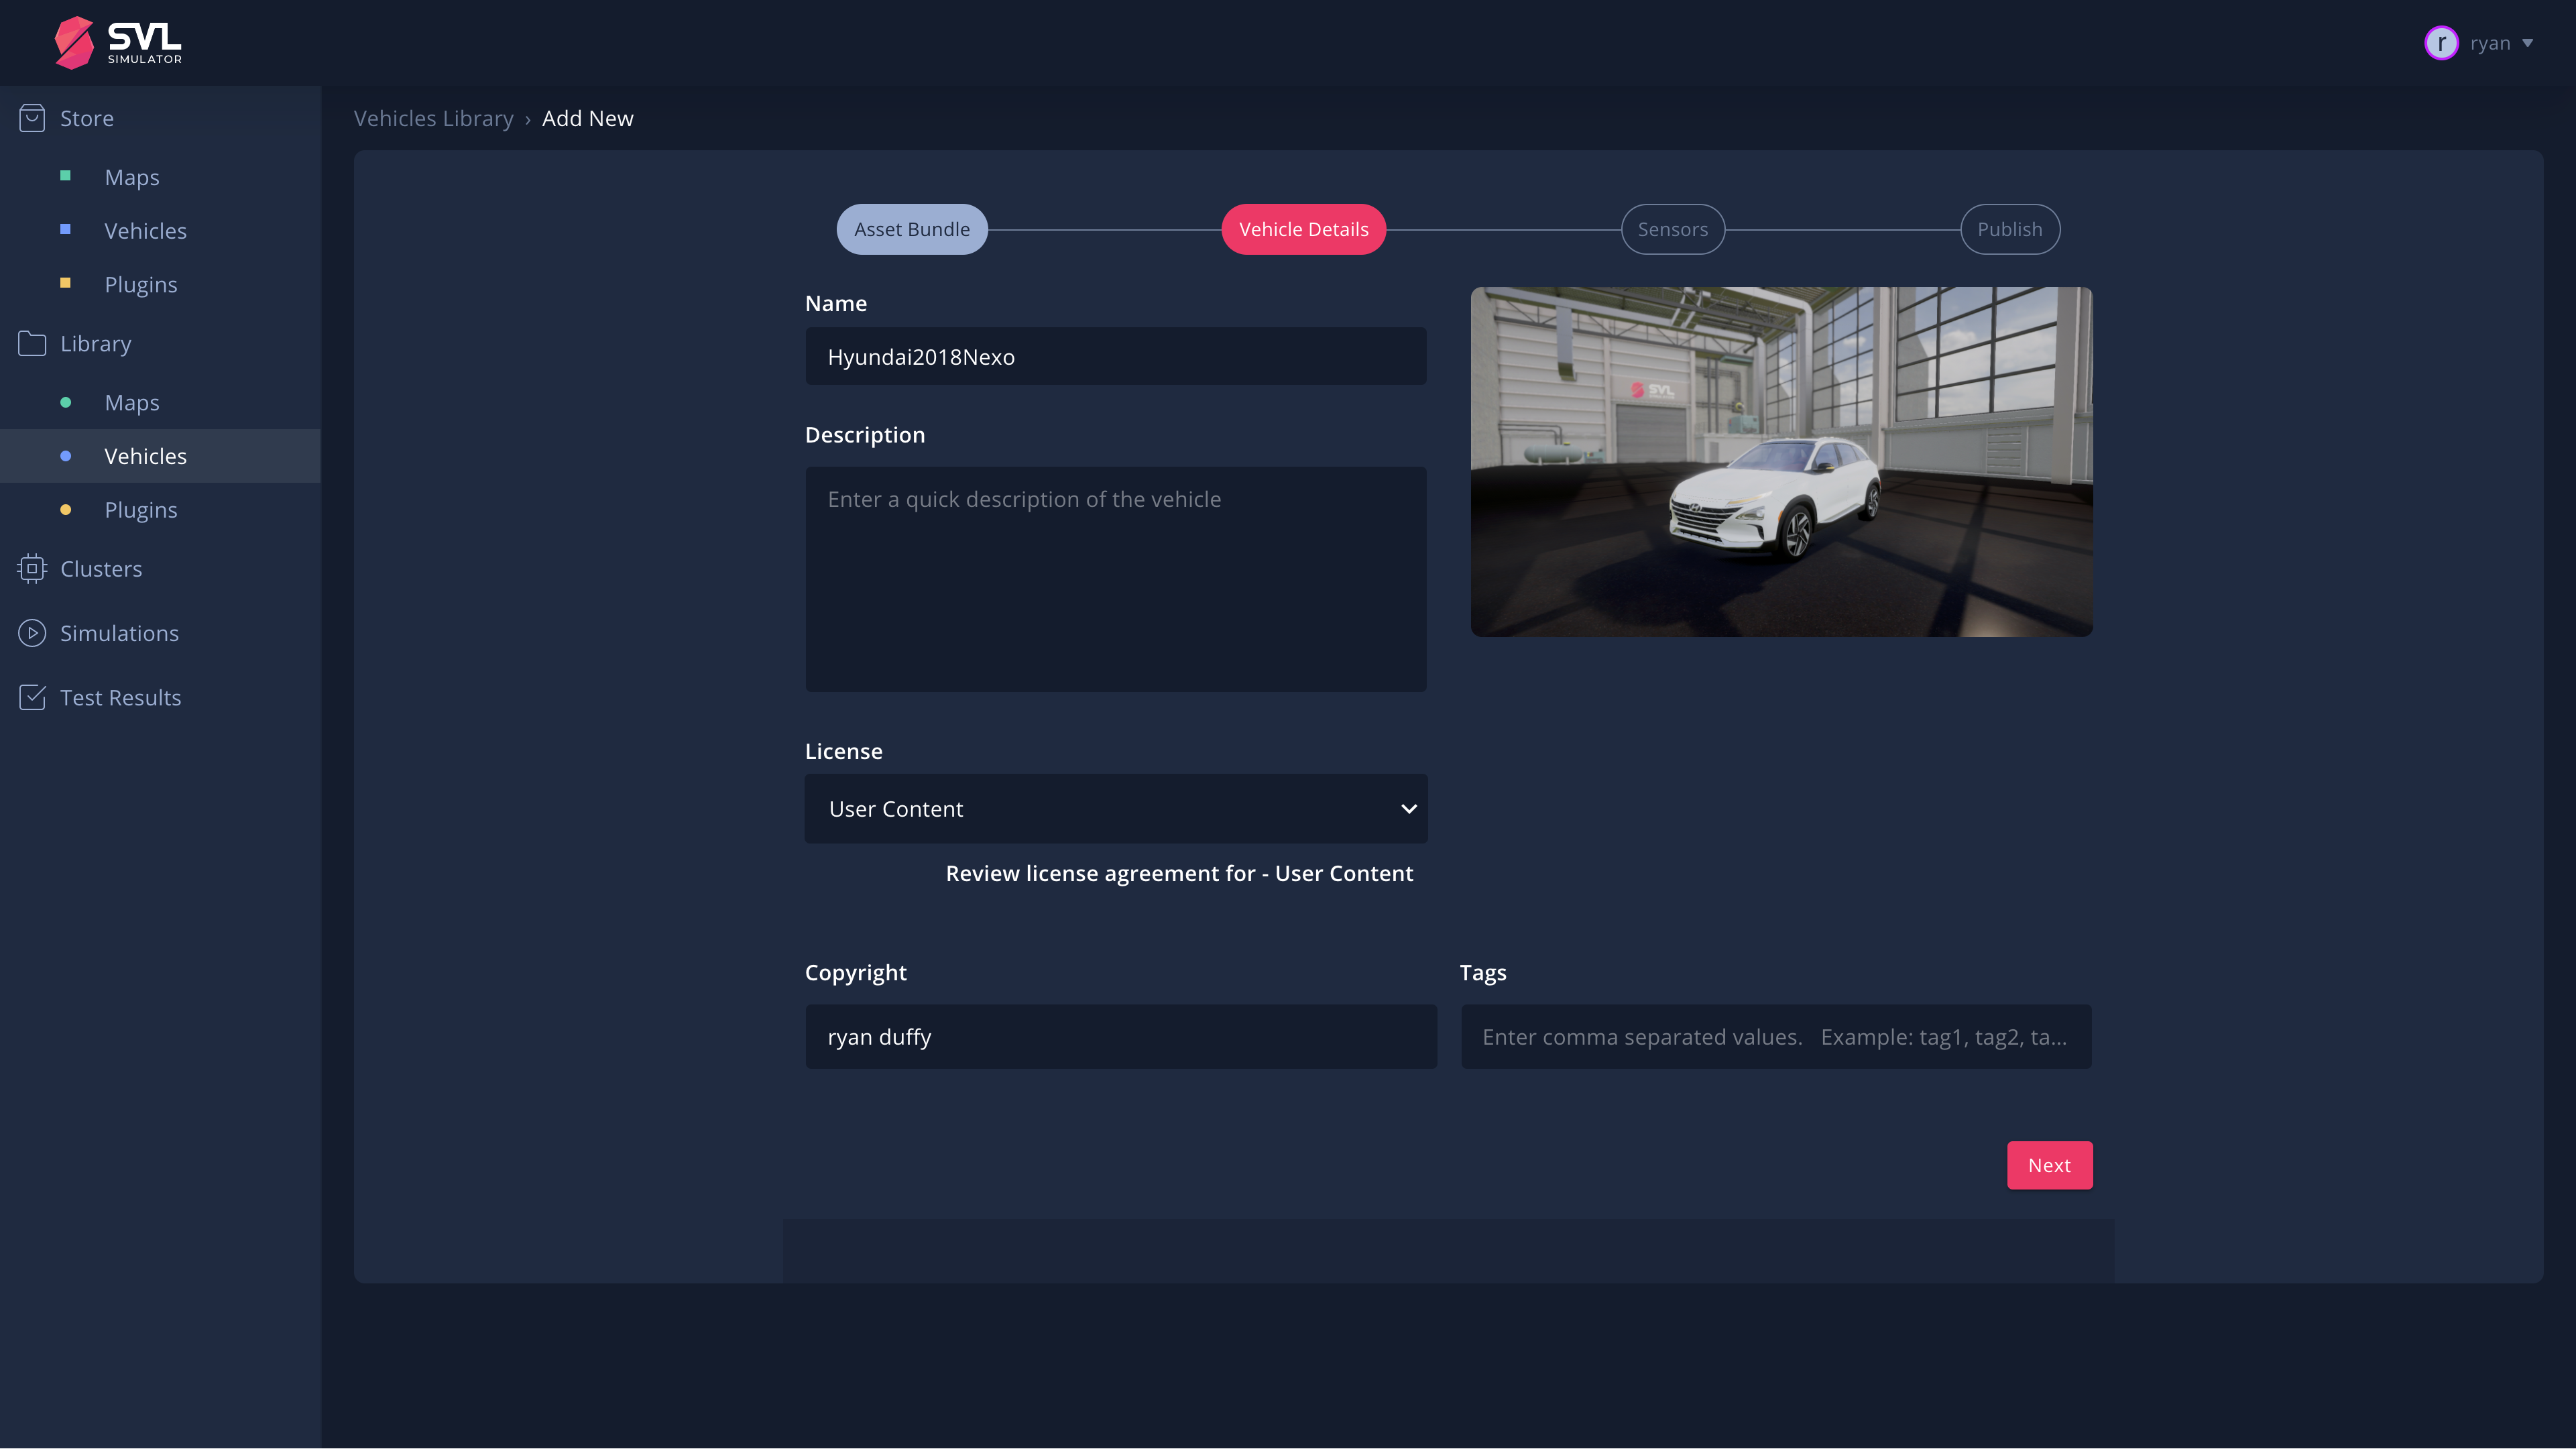 SVL
SIMULATOR
r ryan
Store
Maps
Vehicles
Plugins
Library
Maps
Vehicles
Plugins
Clusters
Simulations
Test Results
Vehicles Library › Add New
Asset Bundle
Vehicle Details
Sensors
Publish
Name
Hyundai2018Nexo
SVL
Description
Enter a quick description of the vehicle
License
User Content
Review license agreement for - User Content
Copyright
ryan duffy
Tags
Enter comma separated values. Example: tag1, tag2, ta...
Next